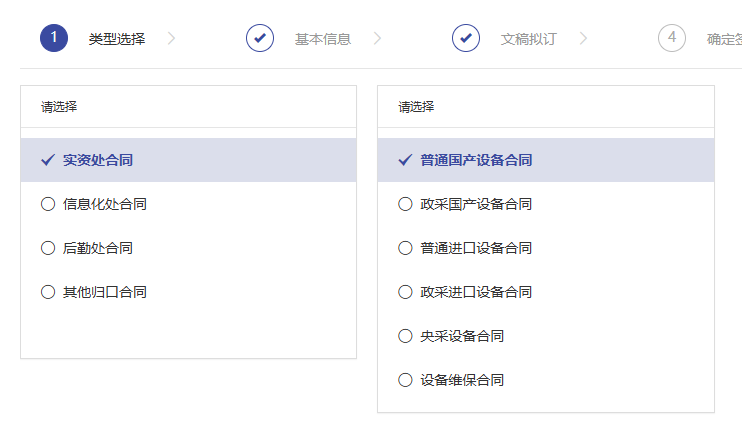 1 类型选择 基本信息 文稿拟订 4 确定
请选择
实资处合同
信息化处合同
后勤处合同
其他归口合同
请选择
普通国产设备合同
政采国产设备合同
普通进口设备合同
政采进口设备合同
央采设备合同
设备维保合同